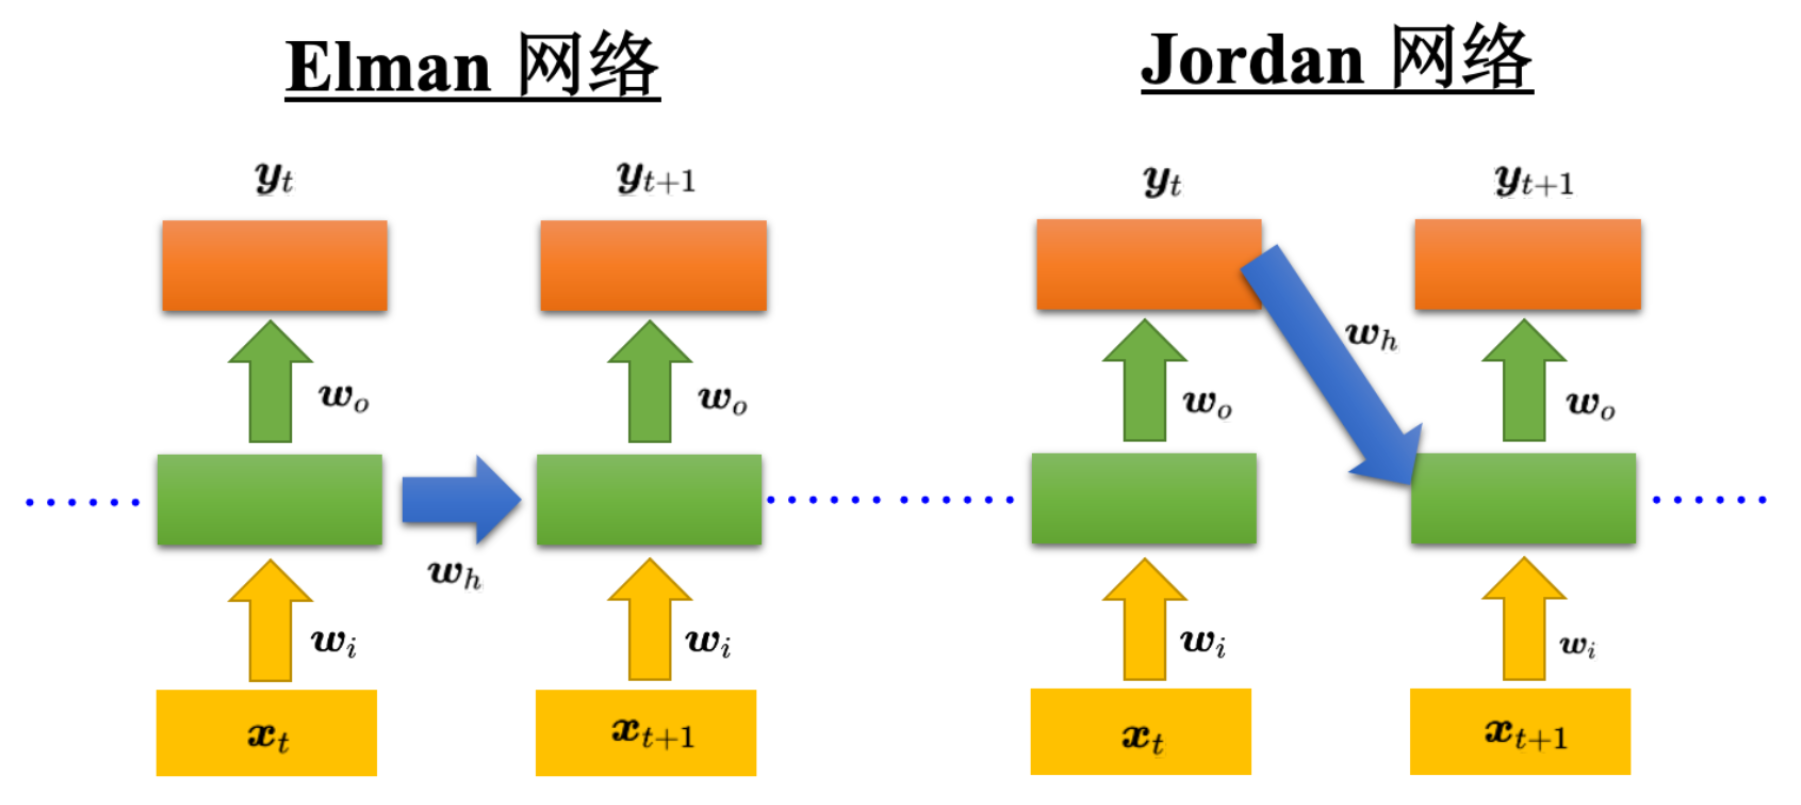 Elman 网络
y_t
y_{t+1}
w_o
w_o
w_h
w_i
w_i
x_t
x_{t+1}
Jordan 网络
y_t
y_{t+1}
w_h
w_o
w_o
w_i
w_i
x_t
x_{t+1}